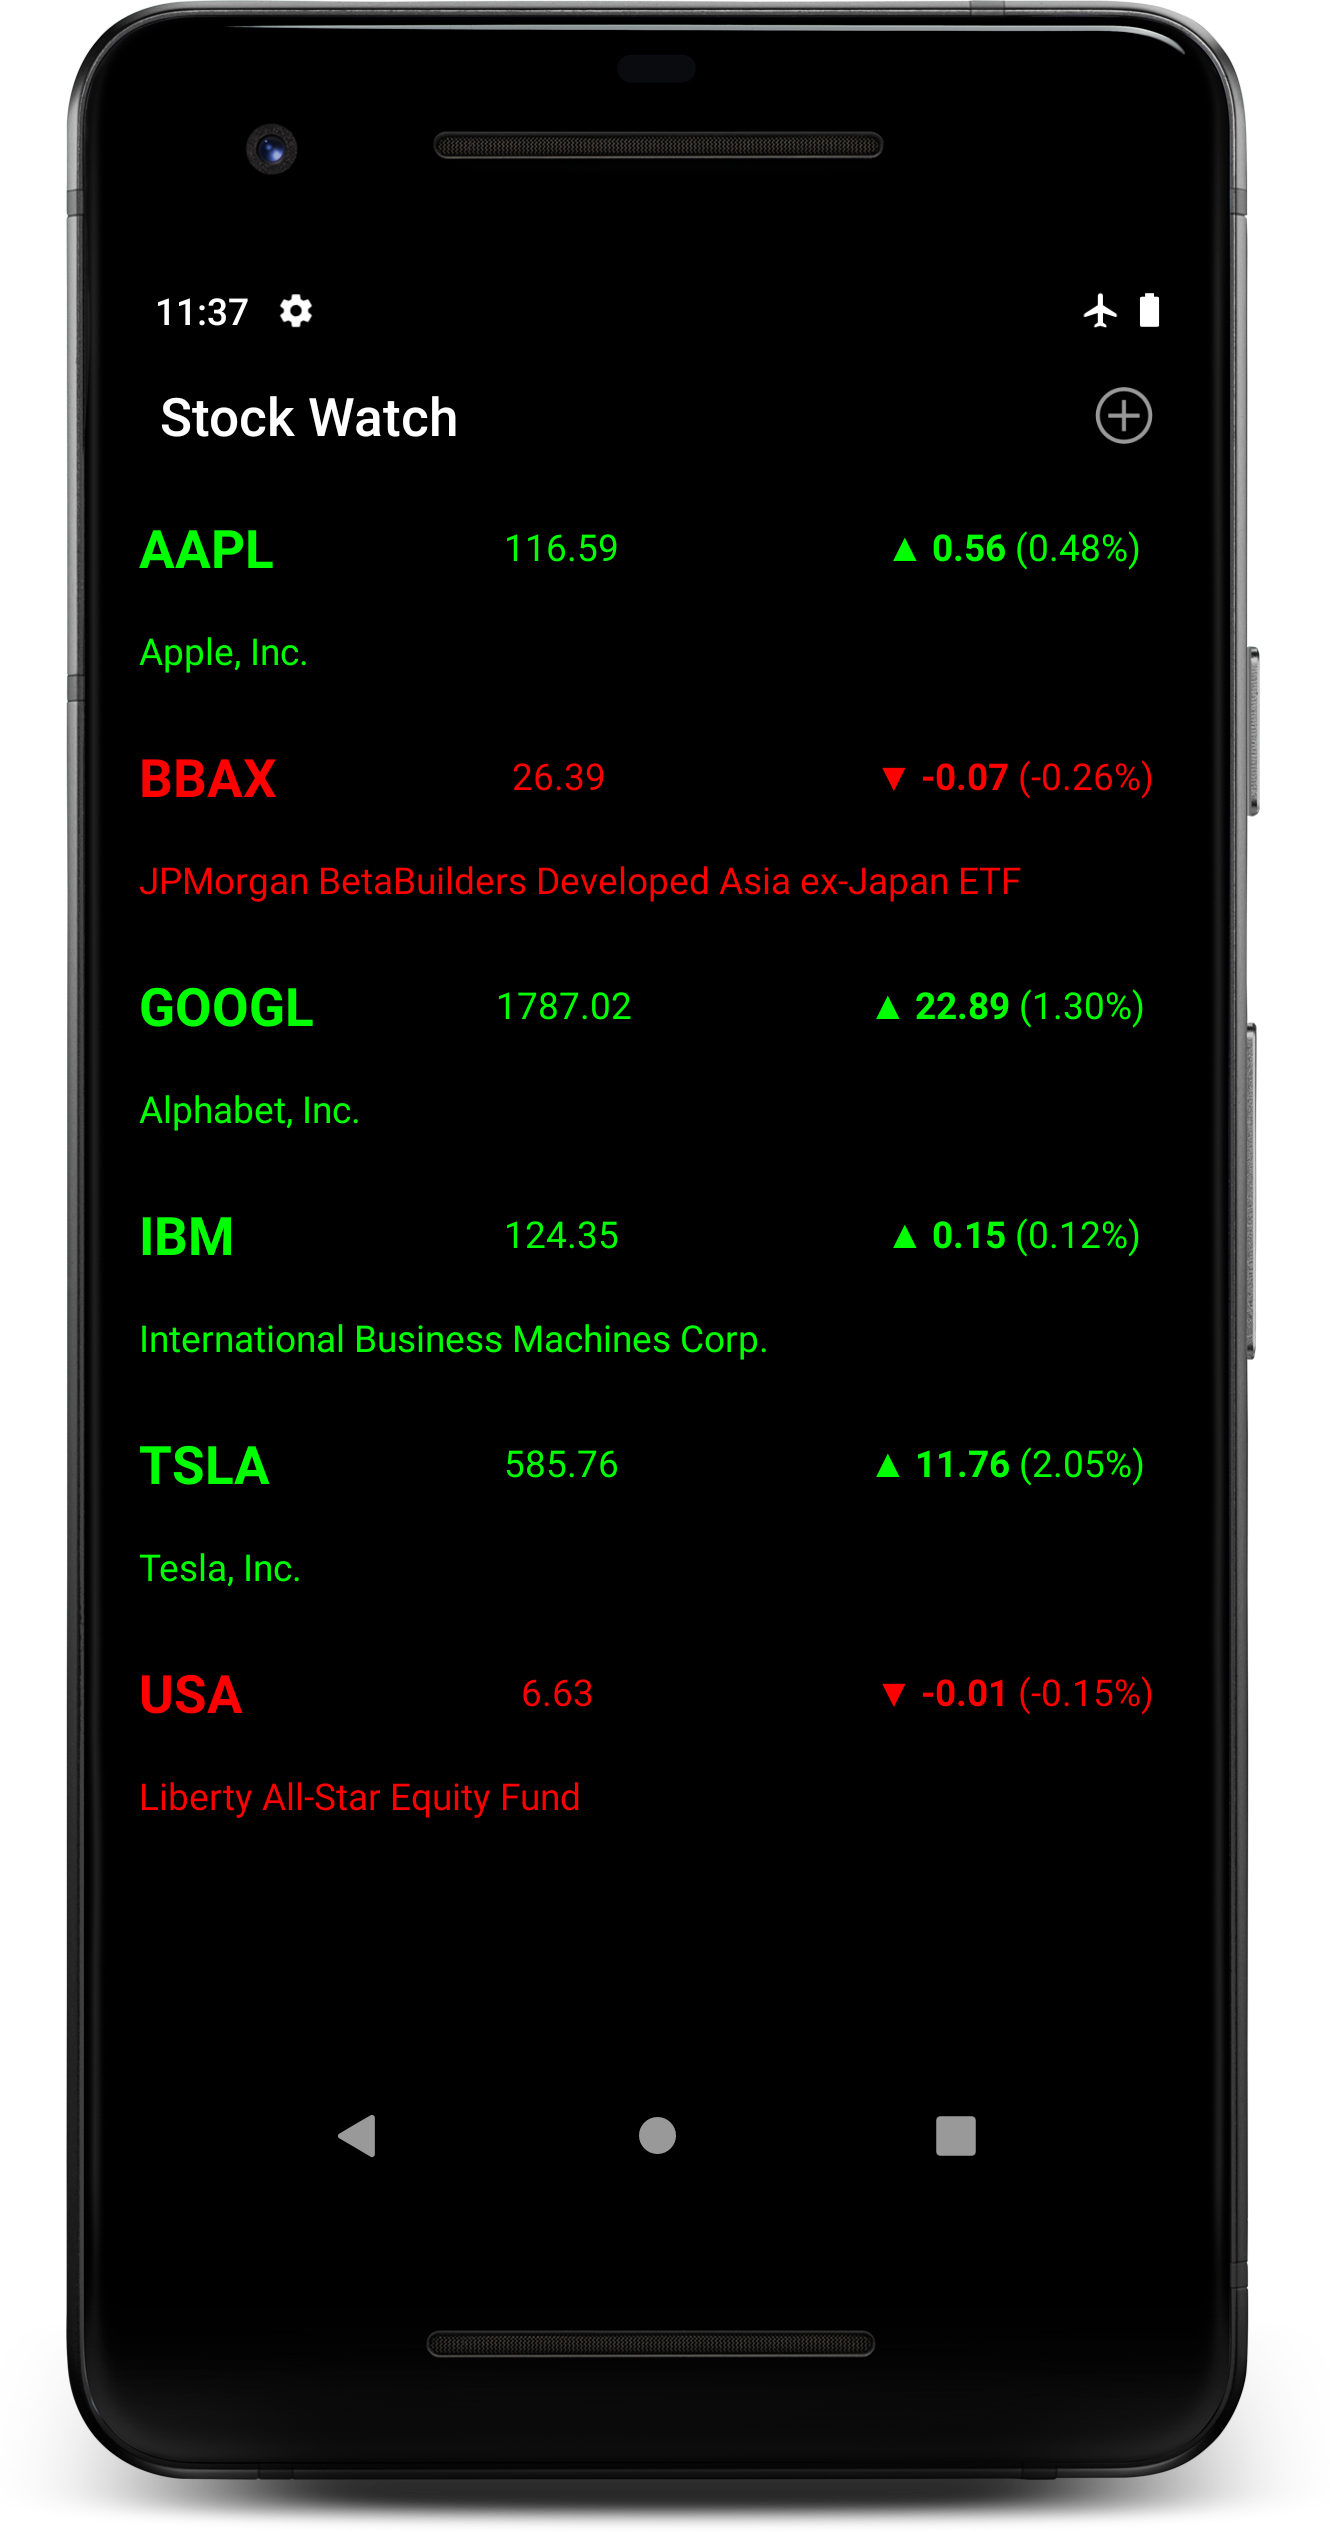 11:37
Stock Watch
AAPL 116.59 ▲ 0.56 (0.48%)
Apple, Inc.
BBAX 26.39 ▼ -0.07 (-0.26%)
JPMorgan BetaBuilders Developed Asia ex-Japan ETF
GOOGL 1787.02 ▲ 22.89 (1.30%)
Alphabet, Inc.
IBM 124.35 ▲ 0.15 (0.12%)
International Business Machines Corp.
TSLA 585.76 ▲ 11.76 (2.05%)
Tesla, Inc.
USA 6.63 ▼ -0.01 (-0.15%)
Liberty All-Star Equity Fund